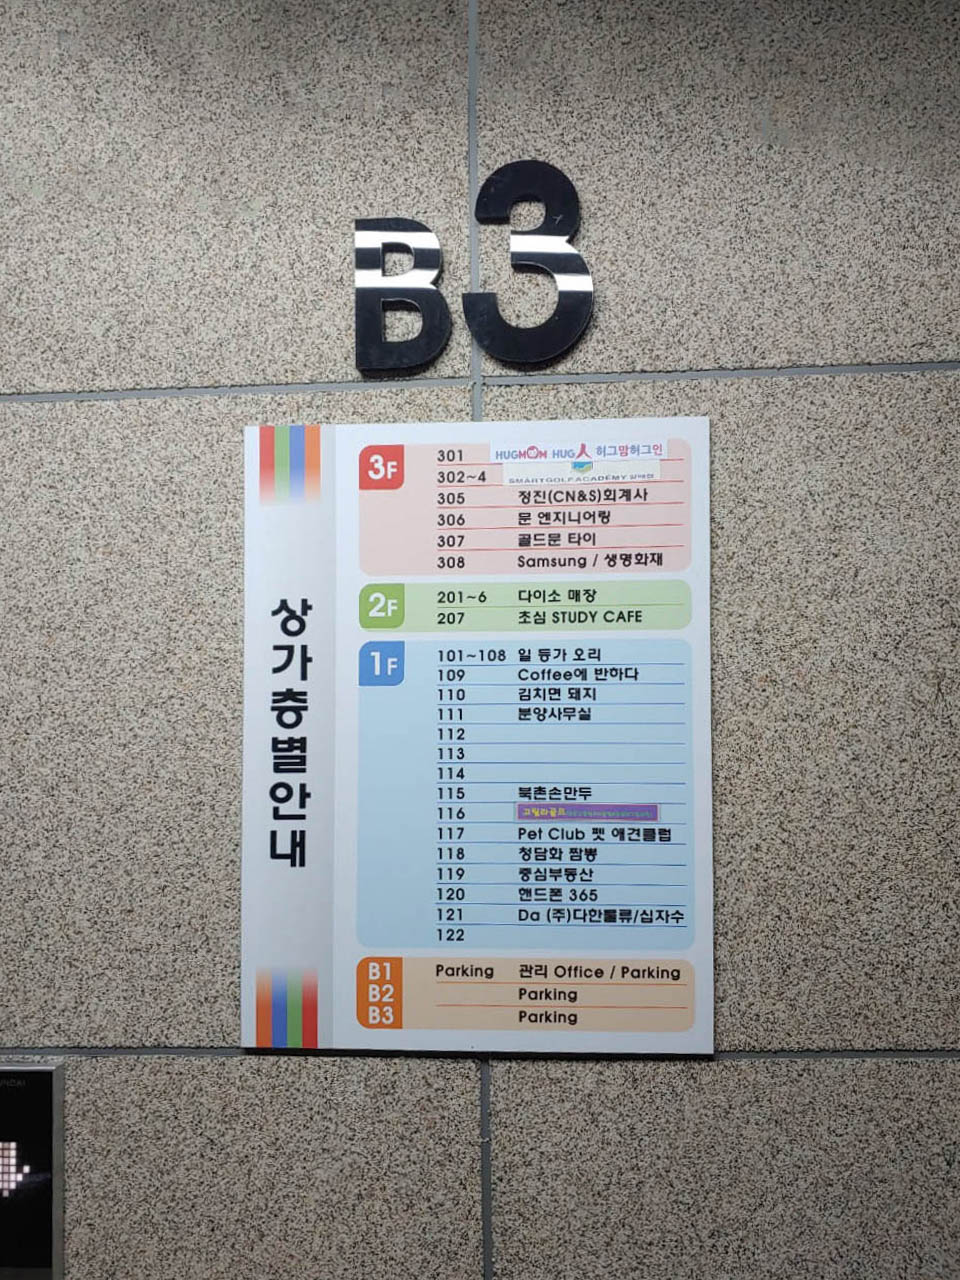 B3
상가층별안내
3F
301 HUGMOM HUG人 허그맘허그인
302~4 SMARTGOLF ACADEMY
305 정진(CN&S)회계사
306 문 엔지니어링
307 골드문 타이
308 Samsung / 생명화재
2F
201~6 다이소 매장
207 초심 STUDY CAFE
1F
101~108 일 등가 오리
109 Coffee에 반하다
110 김치면 돼지
111 분양사무실
112
113
114
115 북촌손만두
116 고릴라골프
117 Pet Club 펫 애견클럽
118 청담화 짬뽕
119 중심부동산
120 핸드폰 365
121 Da (주)다한물류/십자수
122
B1 Parking 관리 Office / Parking
B2 Parking
B3 Parking